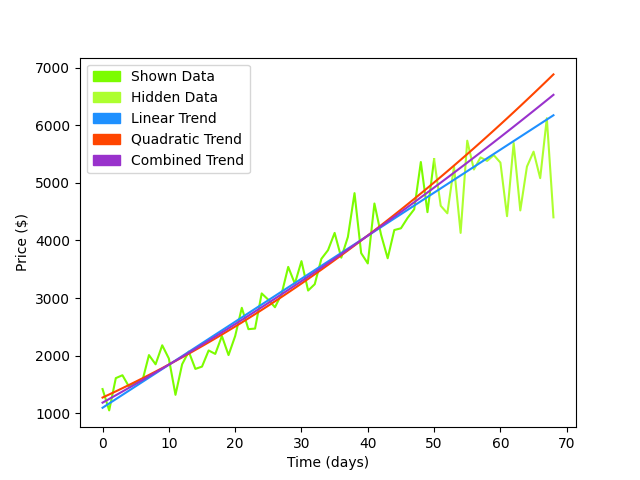 Shown Data
Hidden Data
Linear Trend
Quadratic Trend
Combined Trend
Price ($)
7000
6000
5000
4000
3000
2000
1000
0 10 20 30 40 50 60 70
Time (days)